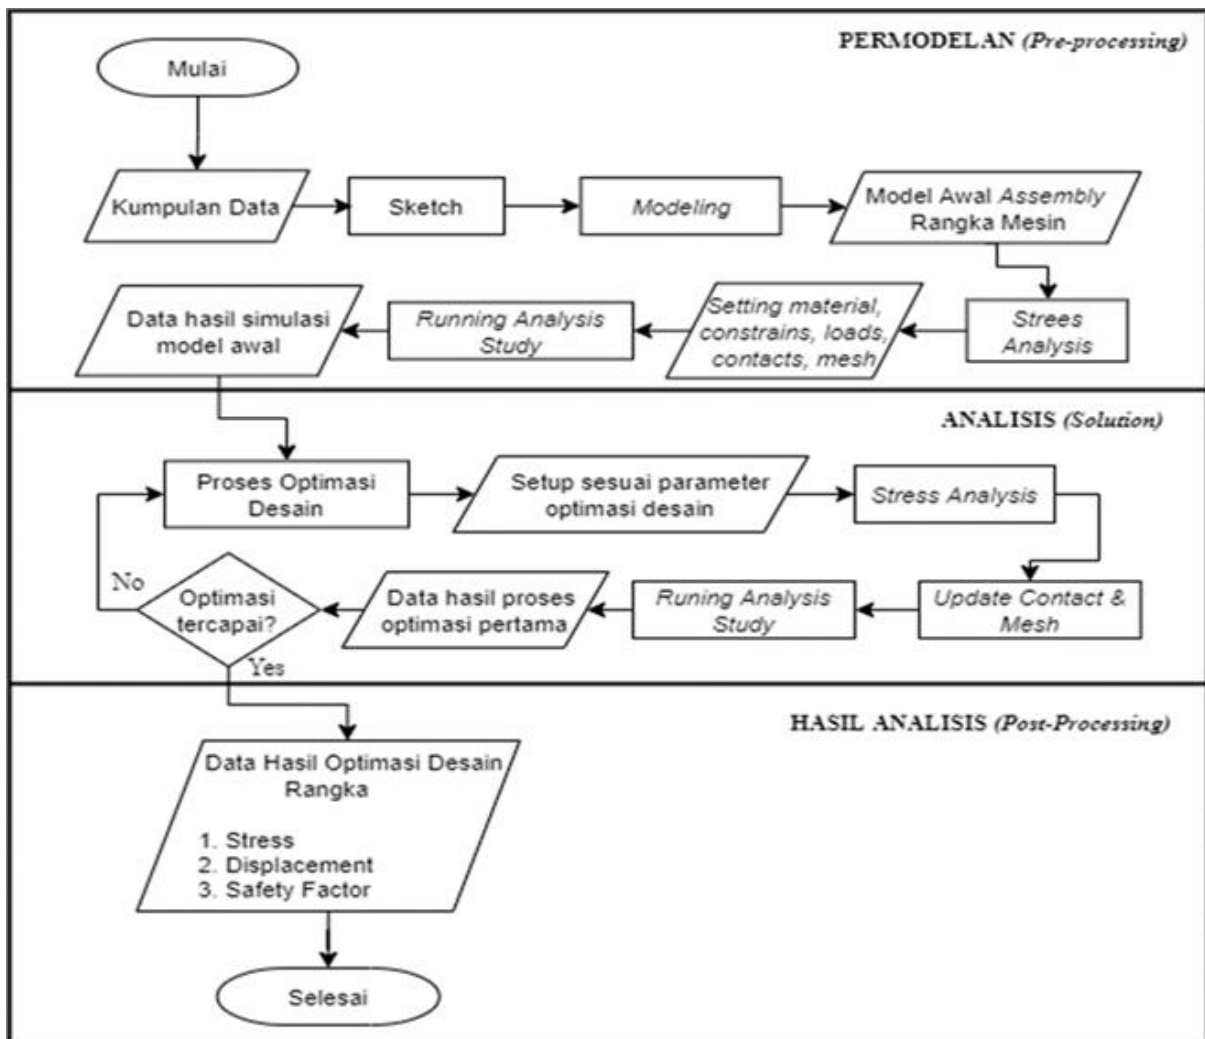 PERMODELAN (Pre-processing)
Mulai
Kumpulan Data
Sketch
Modeling
Model Awal Assembly
Rangka Mesin
Strees
Analysis
Setting material,
constrains, loads,
contacts, mesh
Running Analysis
Study
Data hasil simulasi
model awal
ANALISIS (Solution)
Proses Optimasi
Desain
Setup sesuai parameter
optimasi desain
Stress Analysis
Update Contact &
Mesh
Runing Analysis
Study
Data hasil proses
optimasi pertama
Optimasi
tercapai?
No
Yes
HASIL ANALISIS (Post-Processing)
Data Hasil Optimasi Desain
Rangka
1. Stress
2. Displacement
3. Safety Factor
Selesai